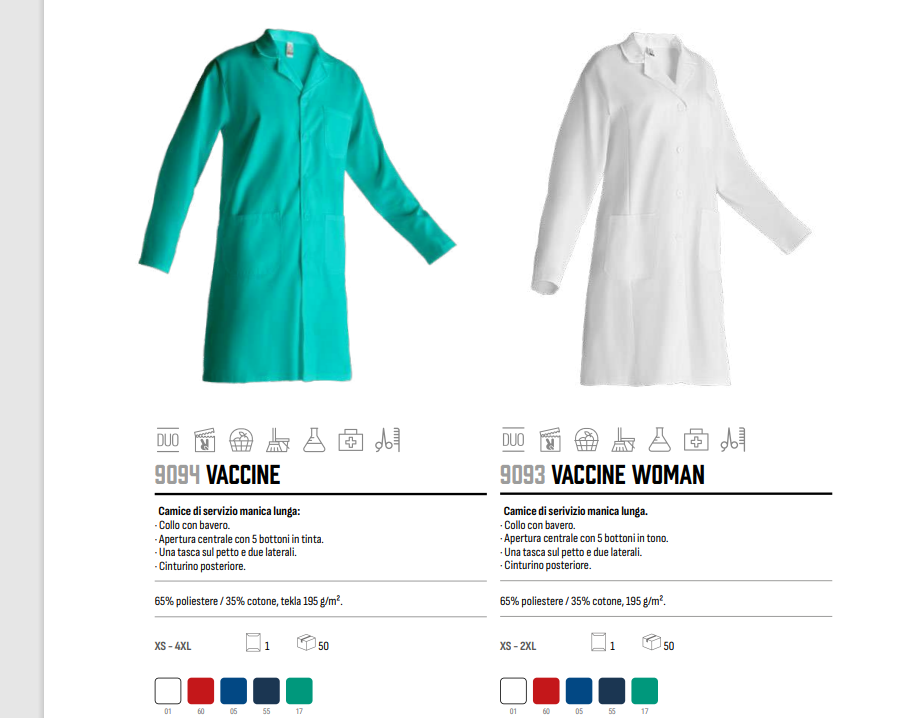 DUO
9094 VACCINE
Camice di servizio manica lunga:
· Collo con bavero.
· Apertura centrale con 5 bottoni in tinta.
· Una tasca sul petto e due laterali.
· Cinturino posteriore.
65% poliestere / 35% cotone, tekla 195 g/m².
XS - 4XL 1 50
01 60 05 55 17
DUO
9093 VACCINE WOMAN
Camice di serivizio manica lunga.
· Collo con bavero.
· Apertura centrale con 5 bottoni in tono.
· Una tasca sul petto e due laterali.
· Cinturino posteriore.
65% poliestere / 35% cotone, 195 g/m².
XS - 2XL 1 50
01 60 05 55 17